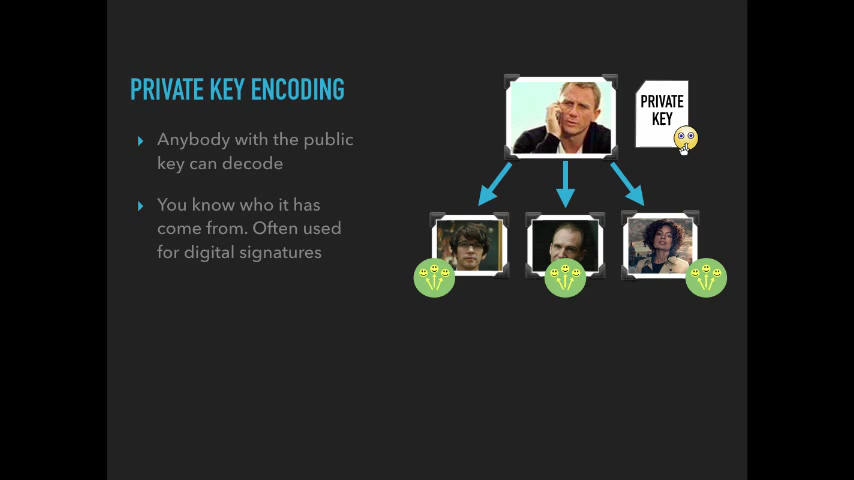 PRIVATE KEY ENCODING
Anybody with the public
key can decode
You know who it has
come from. Often used
for digital signatures
PRIVATE
KEY